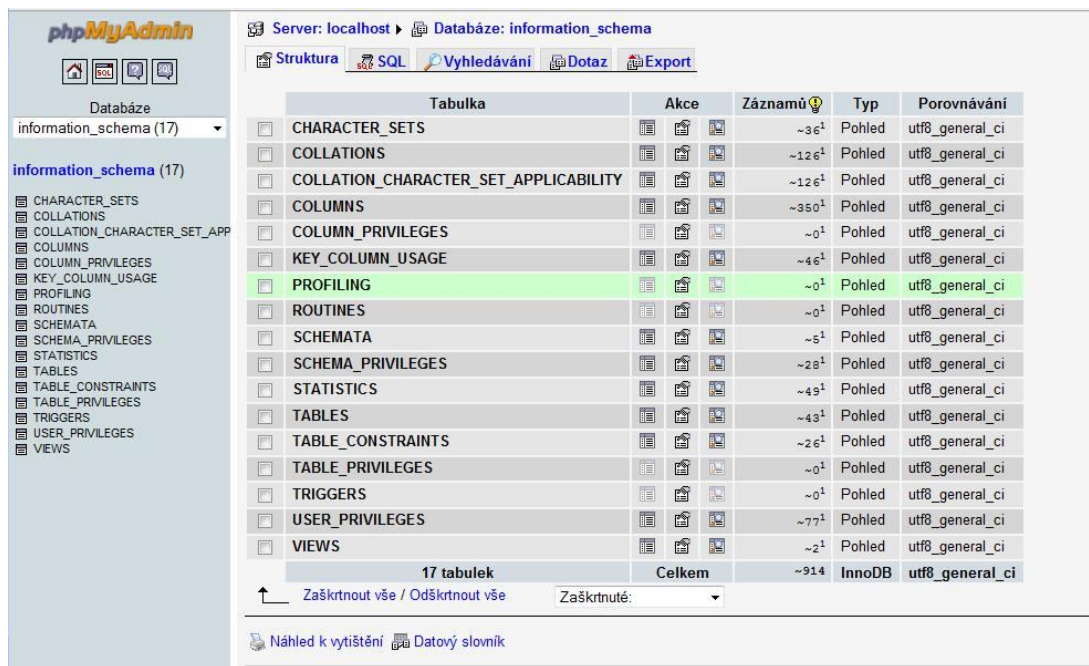 phpMyAdmin
Databáze
information_schema (17)
information_schema (17)
CHARACTER_SETS
COLLATIONS
COLLATION_CHARACTER_SET_APP
COLUMNS
COLUMN_PRIVILEGES
KEY_COLUMN_USAGE
PROFILING
ROUTINES
SCHEMATA
SCHEMA_PRIVILEGES
STATISTICS
TABLES
TABLE_CONSTRAINTS
TABLE_PRIVILEGES
TRIGGERS
USER_PRIVILEGES
VIEWS
Server: localhost Databáze: information_schema
Struktura SQL Vyhledávání Dotaz Export
Tabulka Akce Záznamů Typ Porovnávání
CHARACTER_SETS ~36¹ Pohled utf8_general_ci
COLLATIONS ~126¹ Pohled utf8_general_ci
COLLATION_CHARACTER_SET_APPLICABILITY ~126¹ Pohled utf8_general_ci
COLUMNS ~350¹ Pohled utf8_general_ci
COLUMN_PRIVILEGES ~0¹ Pohled utf8_general_ci
KEY_COLUMN_USAGE ~46¹ Pohled utf8_general_ci
PROFILING ~0¹ Pohled utf8_general_ci
ROUTINES ~0¹ Pohled utf8_general_ci
SCHEMATA ~5¹ Pohled utf8_general_ci
SCHEMA_PRIVILEGES ~28¹ Pohled utf8_general_ci
STATISTICS ~49¹ Pohled utf8_general_ci
TABLES ~43¹ Pohled utf8_general_ci
TABLE_CONSTRAINTS ~26¹ Pohled utf8_general_ci
TABLE_PRIVILEGES ~0¹ Pohled utf8_general_ci
TRIGGERS ~0¹ Pohled utf8_general_ci
USER_PRIVILEGES ~77¹ Pohled utf8_general_ci
VIEWS ~2¹ Pohled utf8_general_ci
17 tabulek Celkem ~914 InnoDB utf8_general_ci
Zaškrtnout vše / Odškrtnout vše Zaškrtnuté:
Náhled k vytištění Datový slovník